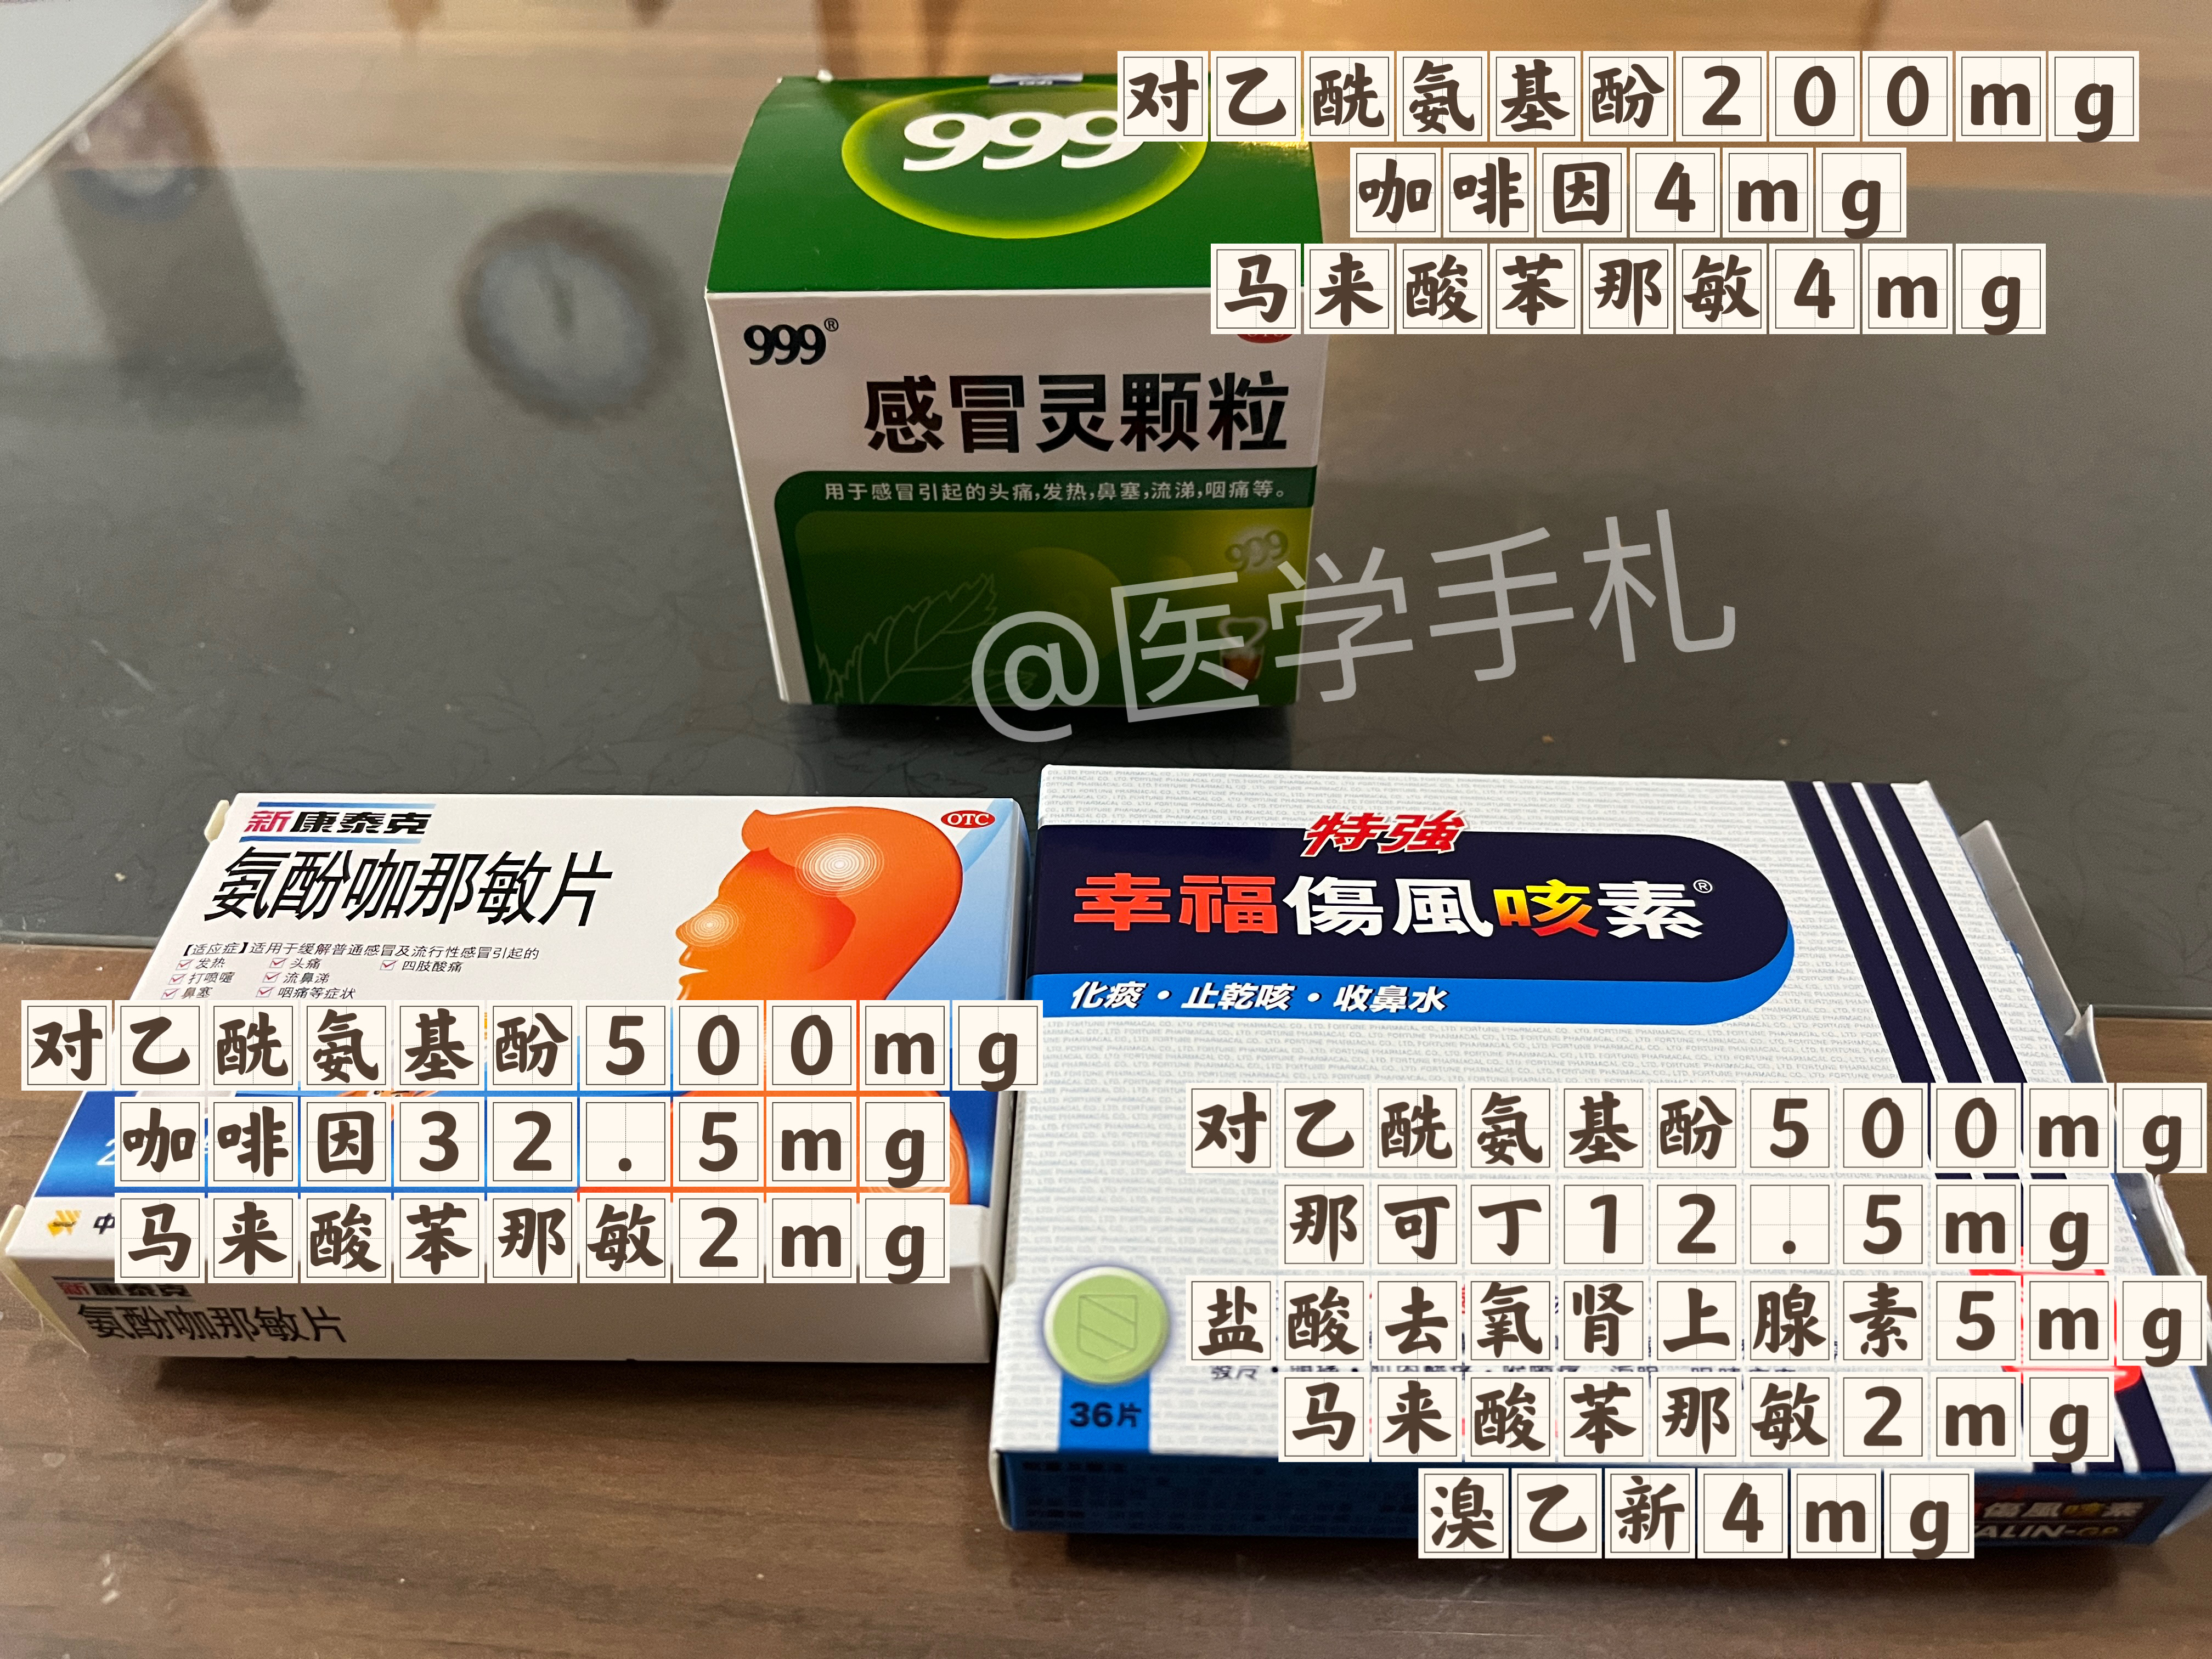 对乙酰氨基酚200mg
咖啡因4mg
马来酸苯那敏4mg
999
999®
感冒灵颗粒
用于感冒引起的头痛,发热,鼻塞,流涕,咽痛等。
999
@医学手札
新康泰克
OTC
氨酚咖那敏片
【适应症】适用于缓解普通感冒及流行性感冒引起的
发热 头痛 四肢酸痛
打喷嚏 流鼻涕
鼻塞 咽痛等症状
对乙酰氨基酚500mg
咖啡因32.5mg
马来酸苯那敏2mg
中
新康泰克
氨酚咖那敏片
特強
幸福傷風咳素®
化痰·止乾咳·收鼻水
对乙酰氨基酚500mg
那可丁12.5mg
盐酸去氧肾上腺素5mg
马来酸苯那敏2mg
溴乙新4mg
36片
傷風咳素